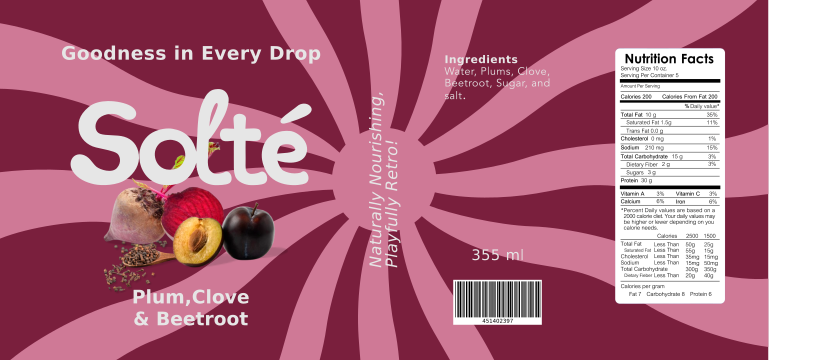 Goodness in Every Drop
Solté
Plum,Clove
& Beetroot
Naturally Nourishing,
Playfully Retro!
Ingredients
Water, Plums, Clove,
Beetroot, Sugar, and
salt.
355 ml
451402397
Nutrition Facts
Serving Size 10 oz.
Serving Per Container 5
Amount Per Serving
Calories 200 Calories From Fat 200
% Daily value*
Total Fat 10 g 35%
Saturated Fat 1.5g 11%
Trans Fat 0.0 g
Cholesterol 0 mg 1%
Sodium 210 mg 15%
Total Carbohydrate 15 g 3%
Dietary Fiber 2 g 3%
Sugars 3 g
Protein 30 g
Vitamin A 3% Vitamin C 3%
Calcium 6% Iron 6%
*Percent Daily values are based on a
2000 calorie diet. Your daily values may
be higher or lower depending on you
calorie needs.
Calories 2500 1500
Total Fat Less Than 50g 25g
Saturated Fat Less Than 55g 15g
Cholesterol Less Than 35mg 15mg
Sodium Less Than 15mg 50mg
Total Carbohydrate 300g 350g
Dietary Fieber Less Than 20g 40g
Calories per gram
Fat 7 Carbohydrate 8 Protein 6